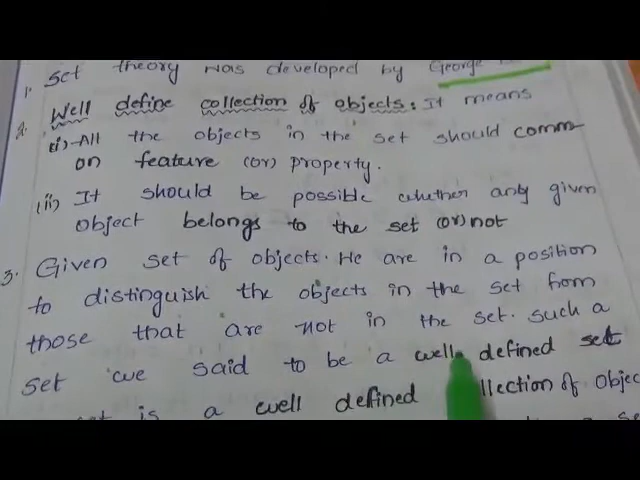 1. Set theory was developed by George
2. Well define collection of objects: It means
(i) All the objects in the set should comm-
on feature (or) property.
(ii) It should be possible whether any given
object belongs to the set (or) not
3. Given set of objects. He are in a position
to distinguish the objects in the set from
those that are not in the set. such a
set we said to be a well defined set
set is a well defined collection of objec